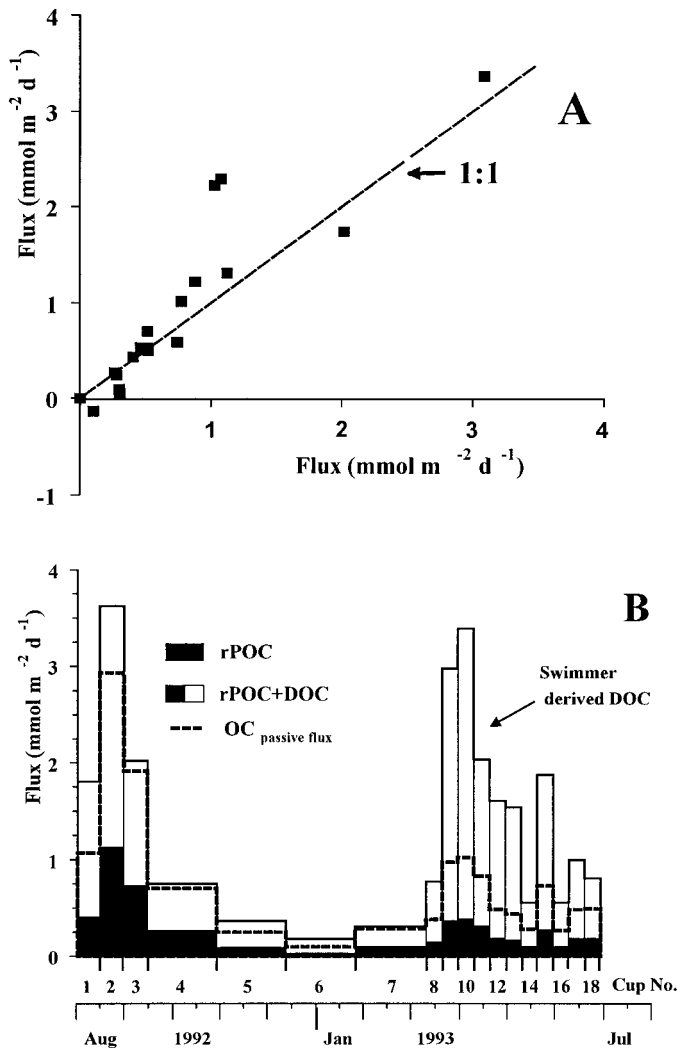 4
Flux (mmol m -2 d -1)
3
A
1:1
2
1
0
1 2 3 4
Flux (mmol m -2 d -1)
-1
4
B
Flux (mmol m -2 d -1)
rPOC
3
Swimmer
derived DOC
rPOC+DOC
OC passive flux
2
1
0
1 2 3 4 5 6 7 8 10 12 14 16 18 Cup No.
Aug 1992 Jan 1993 Jul